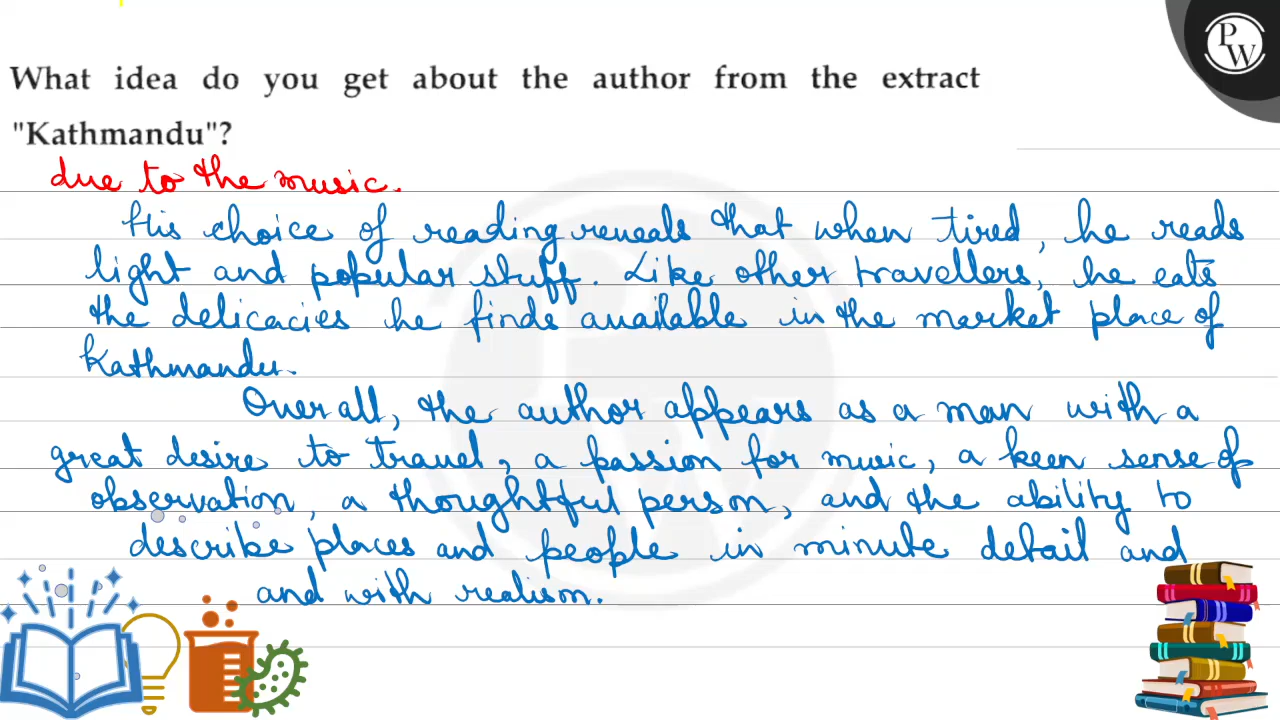 PW
What idea do you get about the author from the extract
"Kathmandu"?
due to the music.
His choice of reading reveals that when tired, he reads
light and popular stuff. Like other travellers, he eats
the delicacies he finds available in the market place of
Kathmandu.
Overall, the author appears as a man with a
great desire to travel, a passion for music, a keen sense of
observation, a thoughtful person, and the ability to
describe places and people in minute detail and
and with realism.